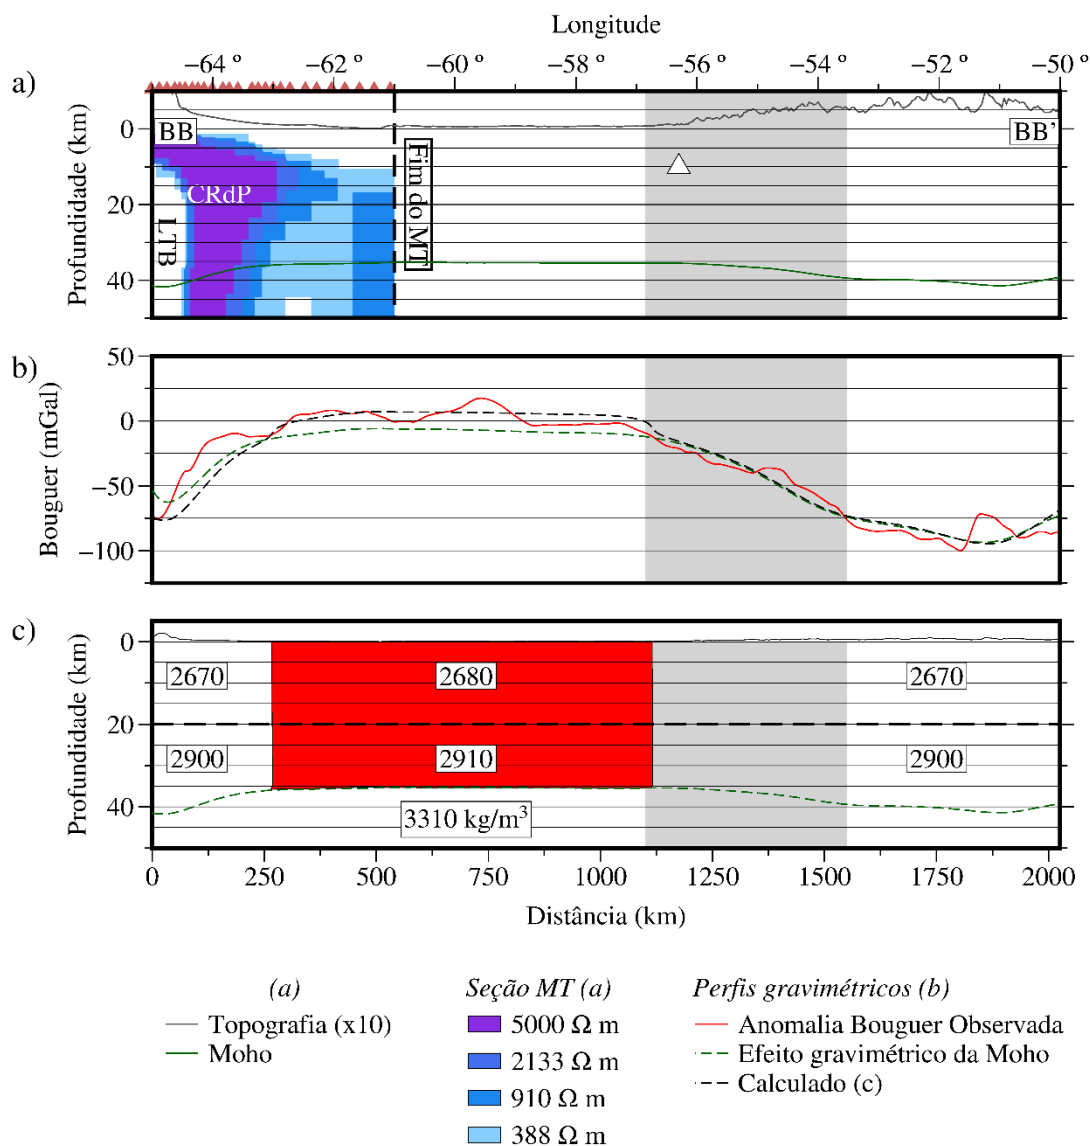 Longitude
−64 ° −62 ° −60 ° −58 ° −56 ° −54 ° −52 ° −50 °
a)
Profundidade (km)
0
20
40
BB
BB'
CRdP
LTB
Fim do MT
b)
Bouguer (mGal)
50
0
−50
−100
c)
Profundidade (km)
0
20
40
2670
2680
2670
2900
2910
2900
3310 kg/m³
0 250 500 750 1000 1250 1500 1750 2000
Distância (km)
(a)
Topografia (x10)
Moho
Seção MT (a)
5000 Ω m
2133 Ω m
910 Ω m
388 Ω m
Perfis gravimétricos (b)
Anomalia Bouguer Observada
Efeito gravimétrico da Moho
Calculado (c)